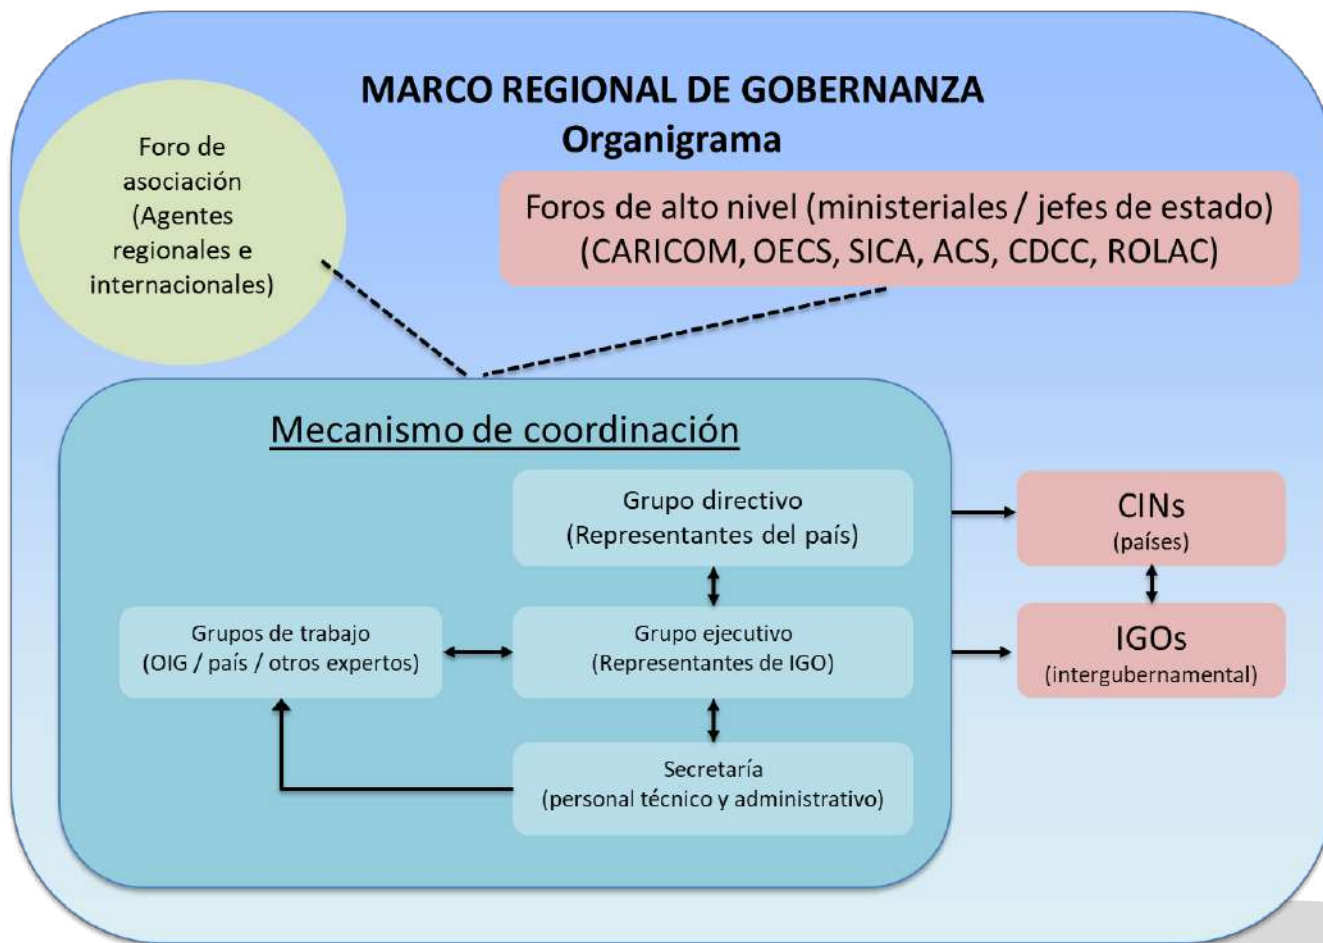 MARCO REGIONAL DE GOBERNANZA
Organigrama
Foro de
asociación
(Agentes
regionales e
internacionales)
Foros de alto nivel (ministeriales / jefes de estado)
(CARICOM, OECS, SICA, ACS, CDCC, ROLAC)
Mecanismo de coordinación
Grupo directivo
(Representantes del país)
CINs
(países)
Grupos de trabajo
(OIG / país / otros expertos)
Grupo ejecutivo
(Representantes de IGO)
IGOs
(intergubernamental)
Secretaría
(personal técnico y administrativo)